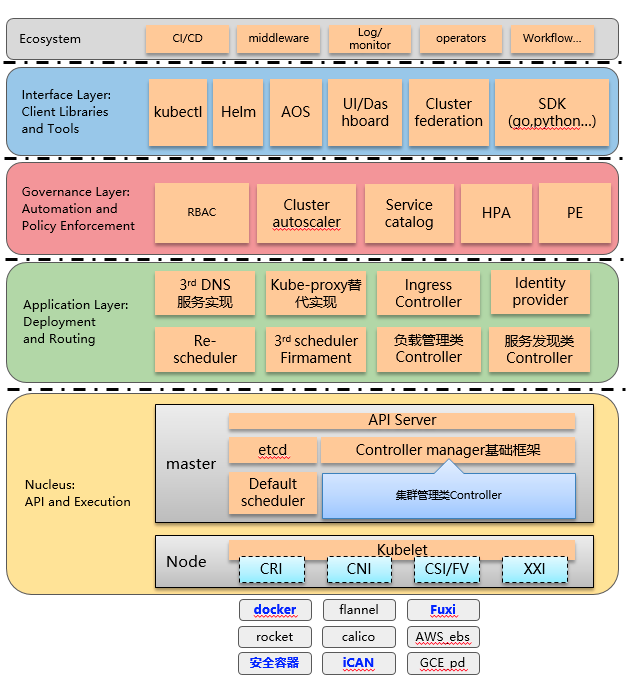 Ecosystem
CI/CD
middleware
Log/
monitor
operators
Workflow...
Interface Layer:
Client Libraries
and Tools
kubectl
Helm
AOS
UI/Das
hboard
Cluster
federation
SDK
(go,python...)
Governance Layer:
Automation and
Policy Enforcement
RBAC
Cluster
autoscaler
Service
catalog
HPA
PE
Application Layer:
Deployment
and Routing
3rd DNS
服务实现
Kube-proxy替
代实现
Ingress
Controller
Identity
provider
Re-
scheduler
3rd scheduler
Firmament
负载管理类
Controller
服务发现类
Controller
Nucleus:
API and Execution
master
API Server
etcd
Controller manager基础框架
Default
scheduler
集群管理类Controller
Node
Kubelet
CRI
CNI
CSI/FV
XXI
docker
flannel
Fuxi
rocket
calico
AWS_ebs
安全容器
iCAN
GCE_pd